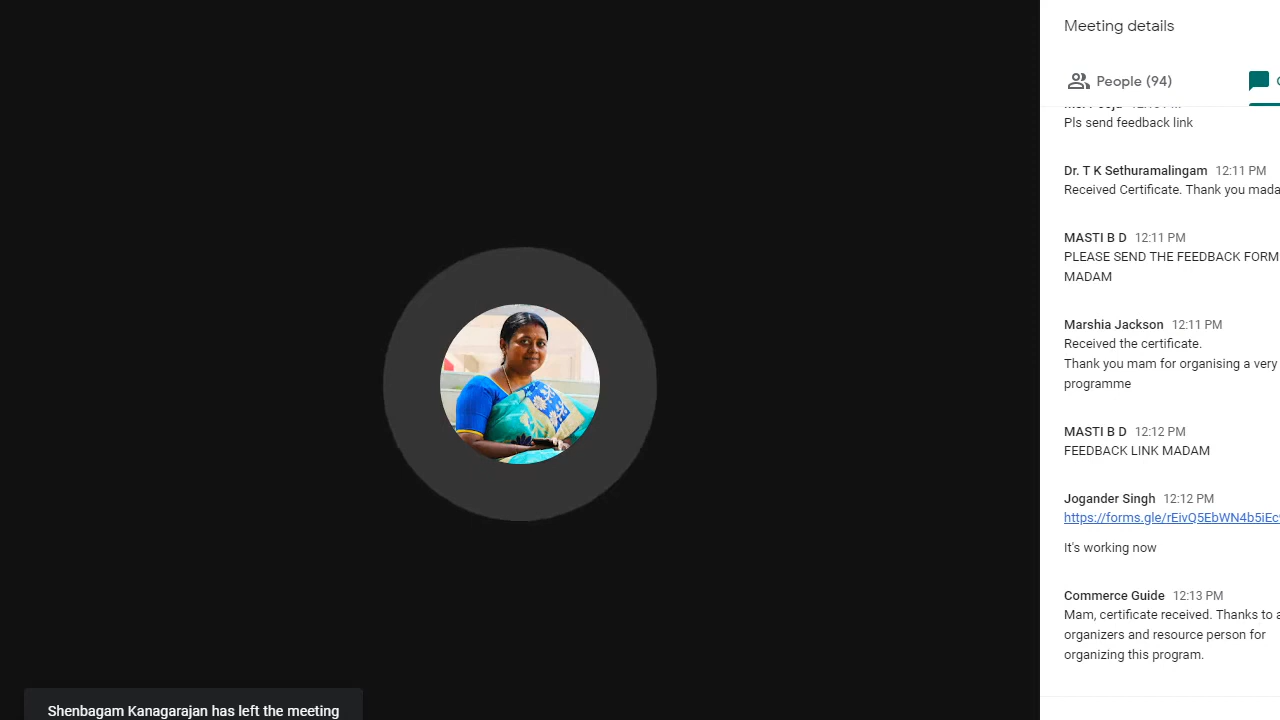 Meeting details
People (94)
Pls send feedback link
Dr. T K Sethuramalingam 12:11 PM
Received Certificate. Thank you mada
MASTI B D 12:11 PM
PLEASE SEND THE FEEDBACK FORM
MADAM
Marshia Jackson 12:11 PM
Received the certificate.
Thank you mam for organising a very
programme
MASTI B D 12:12 PM
FEEDBACK LINK MADAM
Jogander Singh 12:12 PM
https://forms.gle/rEivQ5EbWN4b5iEc
It's working now
Commerce Guide 12:13 PM
Mam, certificate received. Thanks to a
organizers and resource person for
organizing this program.
Shenbagam Kanagarajan has left the meeting